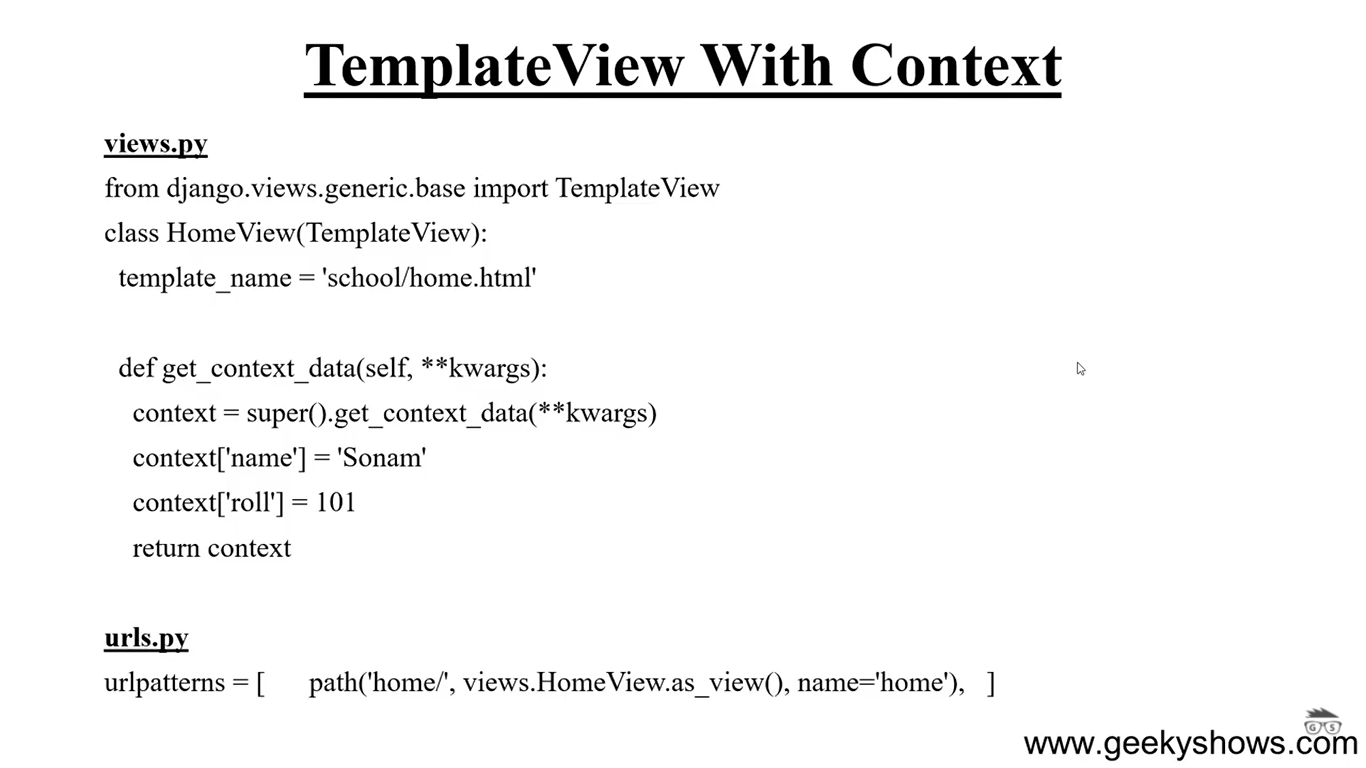 TemplateView With Context
views.py
from django.views.generic.base import TemplateView
class HomeView(TemplateView):
template_name = 'school/home.html'
def get_context_data(self, **kwargs):
context = super().get_context_data(**kwargs)
context['name'] = 'Sonam'
context['roll'] = 101
return context
urls.py
urlpatterns = [ path('home/', views.HomeView.as_view(), name='home'), ]
G S
www.geekyshows.com